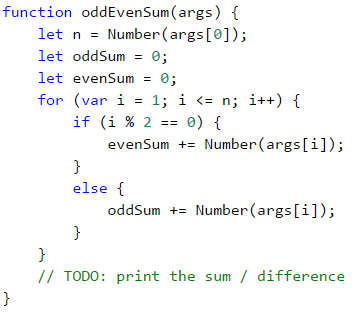 function oddEvenSum(args) {
    let n = Number(args[0]);
    let oddSum = 0;
    let evenSum = 0;
    for (var i = 1; i <= n; i++) {
        if (i % 2 == 0) {
            evenSum += Number(args[i]);
        }
        else {
            oddSum += Number(args[i]);
        }
    }
    // TODO: print the sum / difference
}